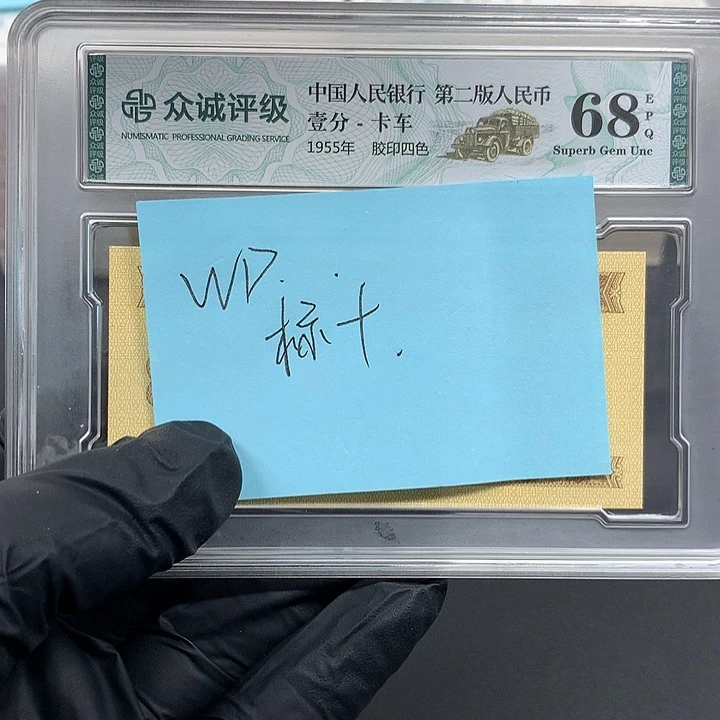 众诚评级
NUMISMATIC PROFESSIONAL GRADING SERVICE
中国人民银行 第二版人民币
壹分 - 卡车
1955年 胶印四色
68 EPQ
Superb Gem Unc
WD.
标十.